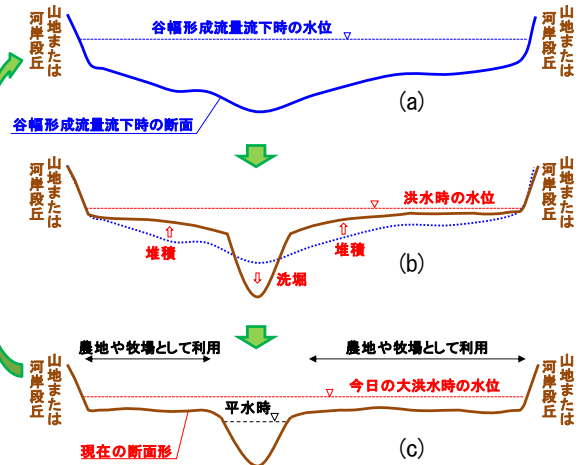 山地または
河岸段丘
谷幅形成流量流下時の水位
山地または
河岸段丘
谷幅形成流量流下時の断面
(a)
山地または
河岸段丘
洪水時の水位
山地または
河岸段丘
堆積
堆積
洗堀
(b)
農地や牧場として利用
農地や牧場として利用
山地または
河岸段丘
今日の大洪水時の水位
山地または
河岸段丘
平水時
現在の断面形
(c)